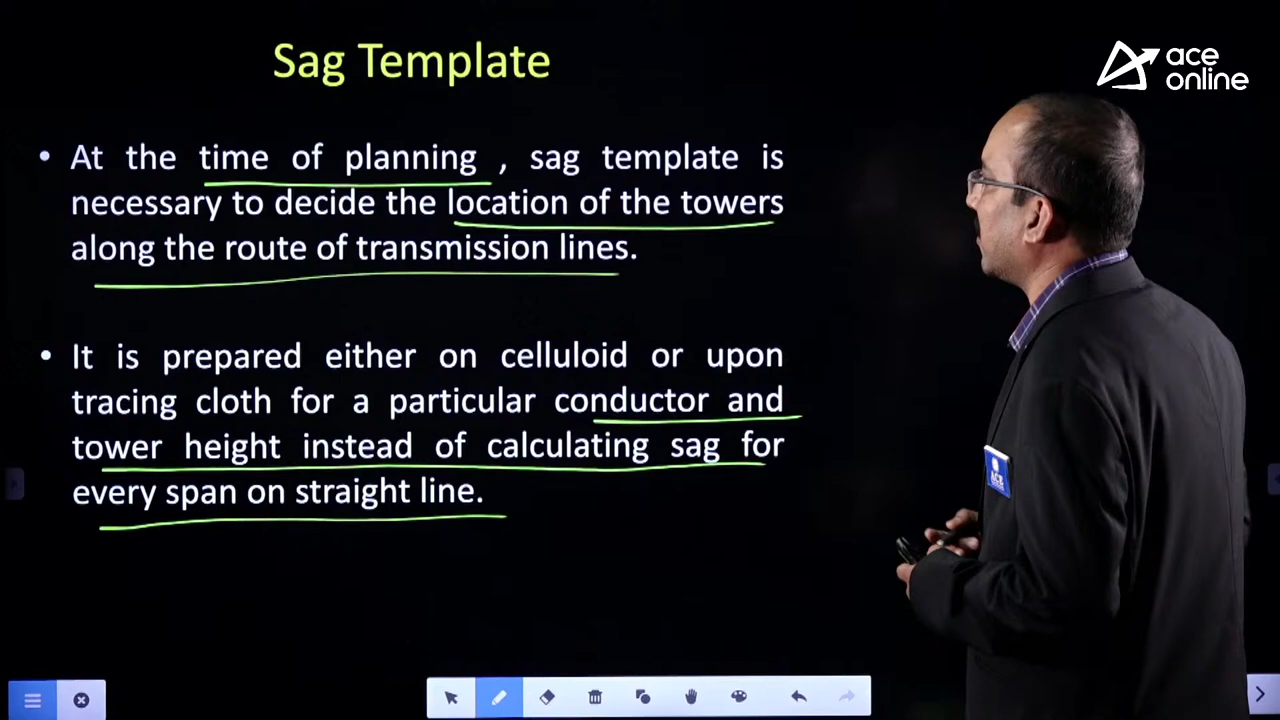 Sag Template
ace
online
• At the time of planning , sag template is
necessary to decide the location of the towers
along the route of transmission lines.
• It is prepared either on celluloid or upon
tracing cloth for a particular conductor and
tower height instead of calculating sag for
every span on straight line.
ACE